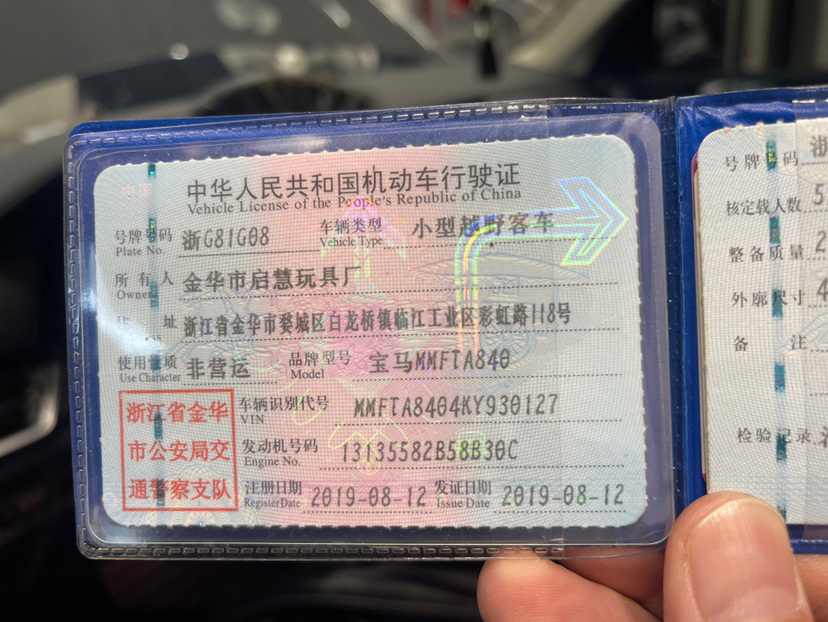 中华人民共和国机动车行驶证
Vehicle License of the People's Republic of China
号牌号码 Plate No. 浙G81G08 车辆类型 Vehicle Type 小型越野客车
所有人 Owner 金华市启慧玩具厂
住址 浙江省金华市婺城区白龙桥镇临江工业区彩虹路118号
使用性质 Use Character 非营运 品牌型号 Model 宝马MMFTA840
车辆识别代号 VIN MMFTA8404KY930127
发动机号码 Engine No. 13135582B58B30C
注册日期 Register Date 2019-08-12 发证日期 Issue Date 2019-08-12
浙江省金华
市公安局交
通警察支队
号牌号码 浙
核定载人数 5
整备质量 2
外廓尺寸 4
备注
检验记录